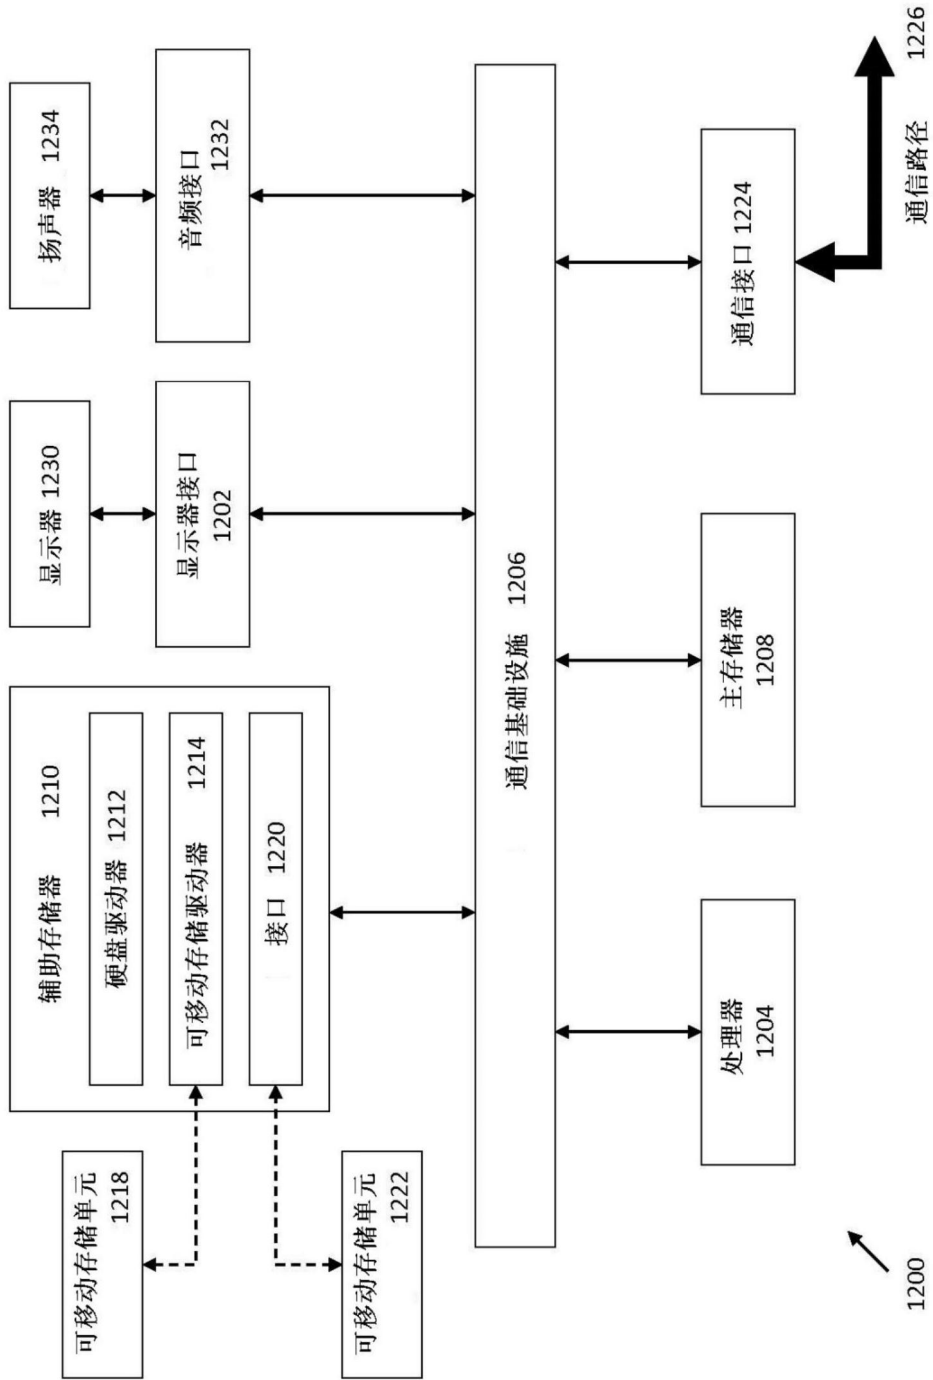 可移动存储单元
1218
可移动存储单元
1222
辅助存储器 1210
硬盘驱动器 1212
可移动存储驱动器 1214
接口 1220
显示器 1230
显示器接口
1202
扬声器 1234
音频接口
1232
通信基础设施 1206
处理器
1204
主存储器
1208
通信接口 1224
通信路径 1226
1200